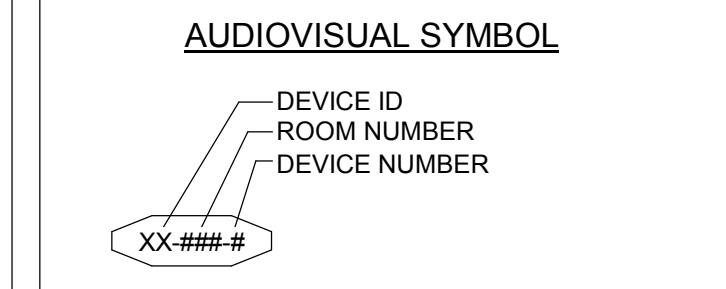 AUDIOVISUAL SYMBOL
DEVICE ID
ROOM NUMBER
DEVICE NUMBER
XX-###-#